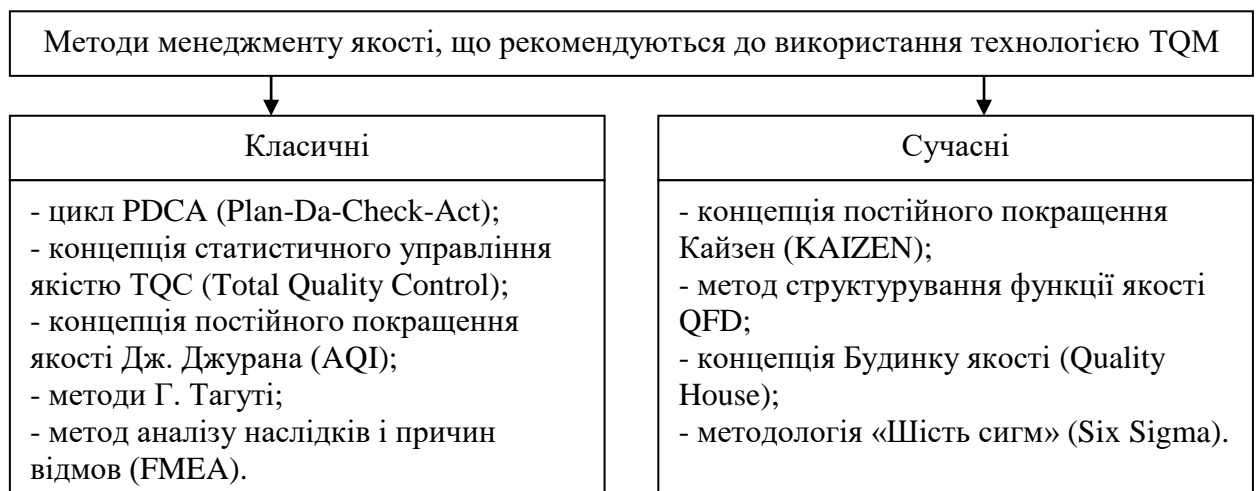 Методи менеджменту якості, що рекомендуються до використання технологією TQM
Класичні
- цикл PDCA (Plan-Da-Check-Act);
- концепція статистичного управління
якістю TQC (Total Quality Control);
- концепція постійного покращення
якості Дж. Джурана (AQI);
- методи Г. Тагуті;
- метод аналізу наслідків і причин
відмов (FMEA).
Сучасні
- концепція постійного покращення
Кайзен (KAIZEN);
- метод структурування функції якості
QFD;
- концепція Будинку якості (Quality
House);
- методологія «Шість сигм» (Six Sigma).